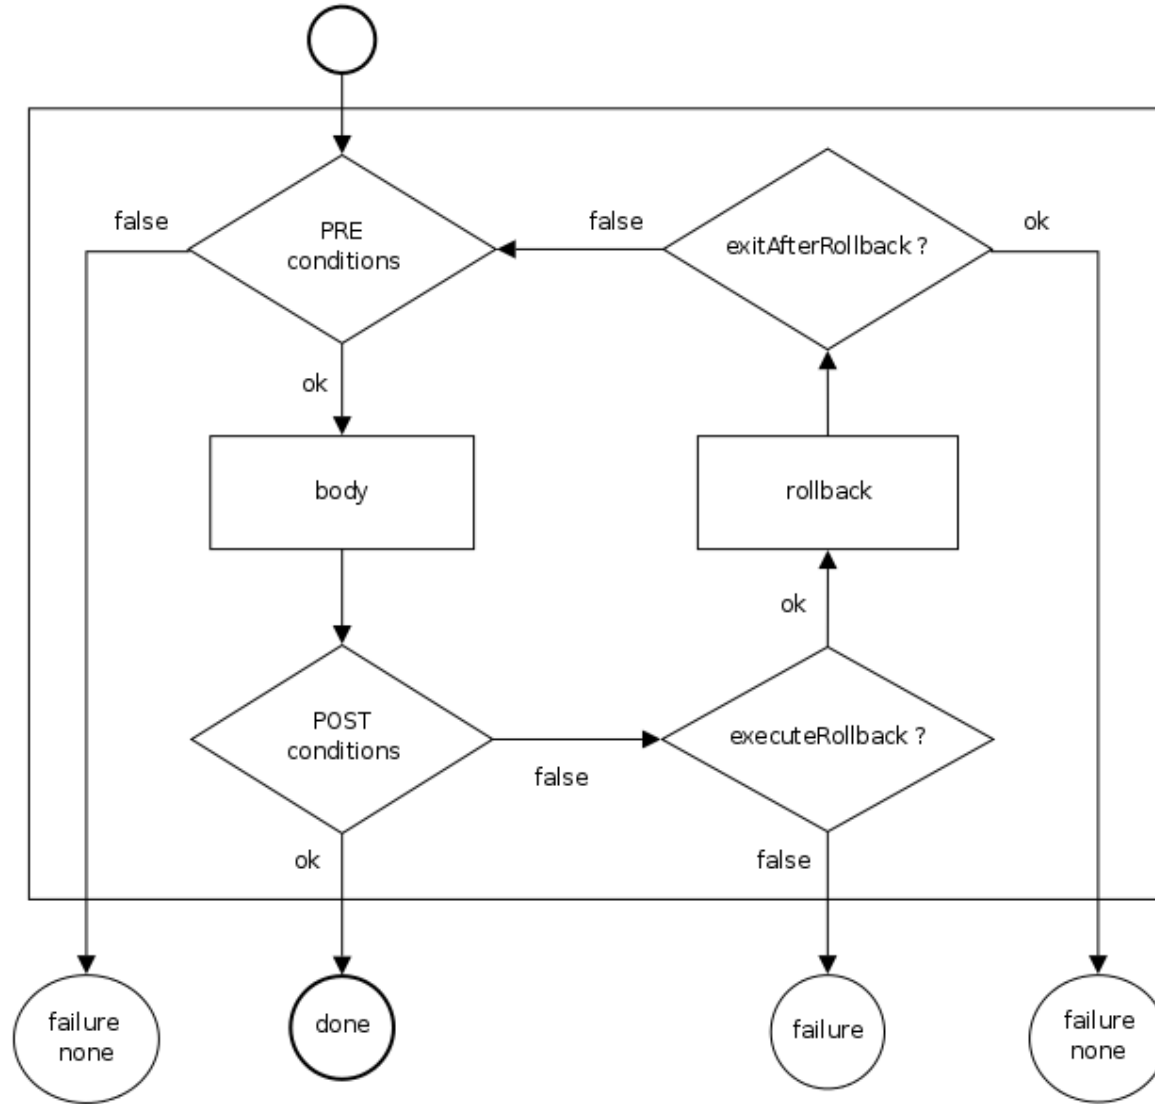 false
PRE
conditions
false
exitAfterRollback ?
ok
ok
body
rollback
ok
POST
conditions
executeRollback ?
false
ok
false
failure
none
done
failure
failure
none